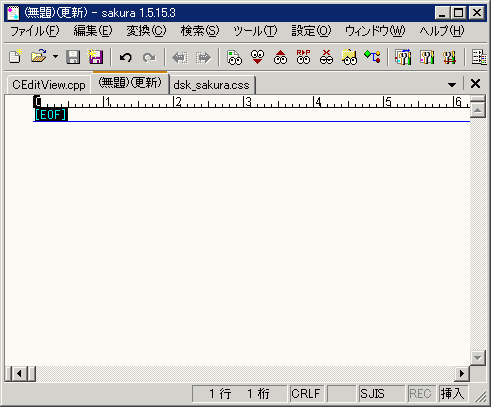 (無題)(更新) - sakura 1.5.15.3
ファイル(F) 編集(E) 変換(C) 検索(S) ツール(T) 設定(O) ウィンドウ(W) ヘルプ(H)
CEditView.cpp (無題)(更新) dsk_sakura.css
0 1 2 3 4 5 6
[EOF]
1 行 1 桁 CRLF SJIS REC 挿入